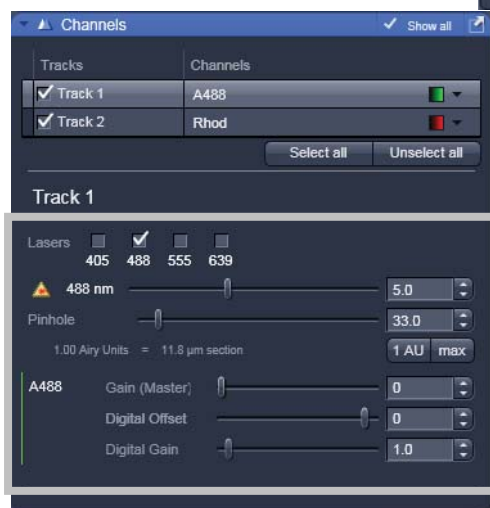 Channels Show all
Tracks Channels
Track 1 A488
Track 2 Rhod
Select all Unselect all
Track 1
Lasers
405 488 555 639
488 nm 5.0
Pinhole 33.0
1.00 Airy Units = 11.8 µm section 1 AU max
A488 Gain (Master) 0
Digital Offset 0
Digital Gain 1.0